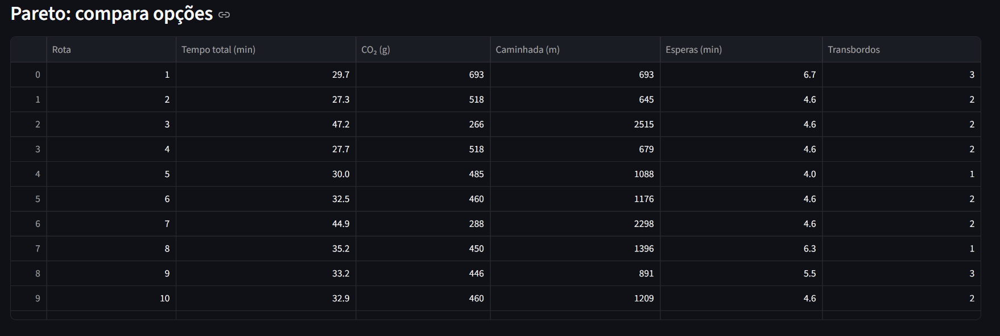 Pareto: compara opções
Rota Tempo total (min) CO₂ (g) Caminhada (m) Esperas (min) Transbordos
0 1 29.7 693 693 6.7 3
1 2 27.3 518 645 4.6 2
2 3 47.2 266 2515 4.6 2
3 4 27.7 518 679 4.6 2
4 5 30.0 485 1088 4.0 1
5 6 32.5 460 1176 4.6 2
6 7 44.9 288 2298 4.6 2
7 8 35.2 450 1396 6.3 1
8 9 33.2 446 891 5.5 3
9 10 32.9 460 1209 4.6 2